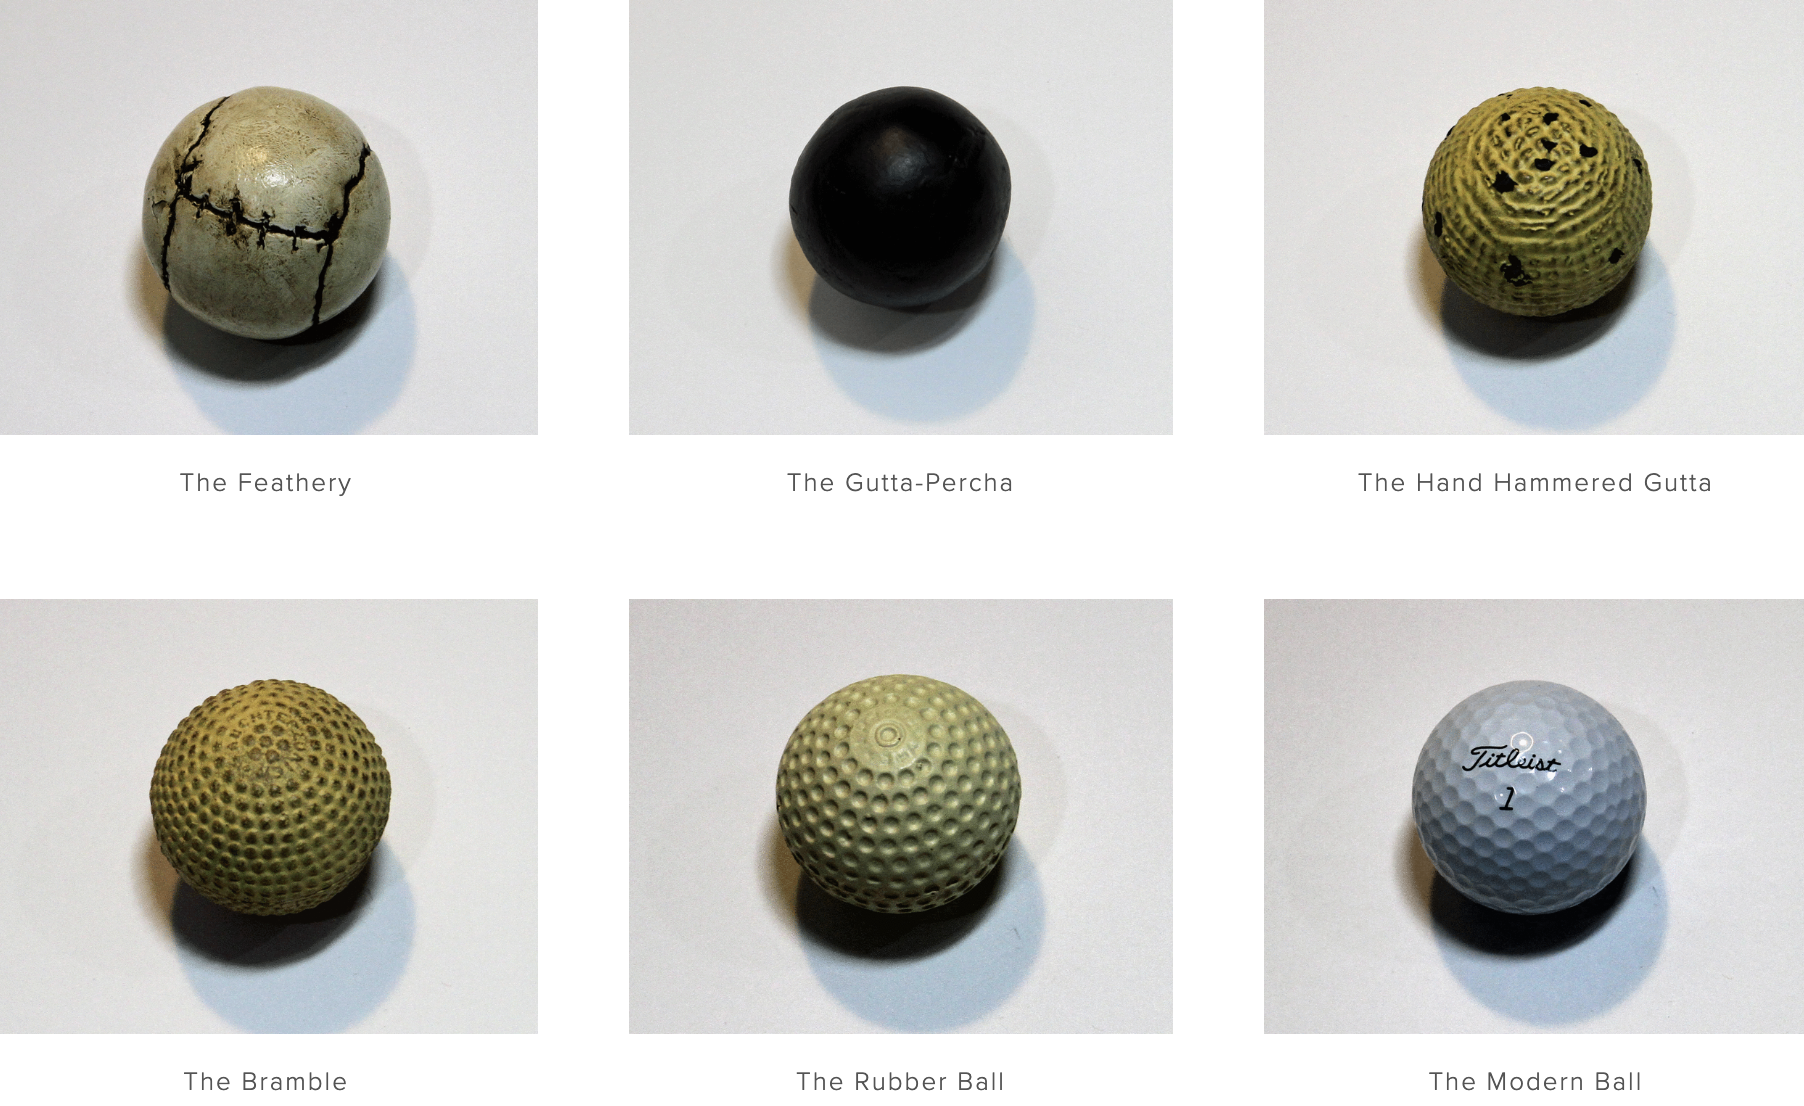 The Feathery
The Gutta-Percha
The Hand Hammered Gutta
Titleist
1
The Bramble
The Rubber Ball
The Modern Ball